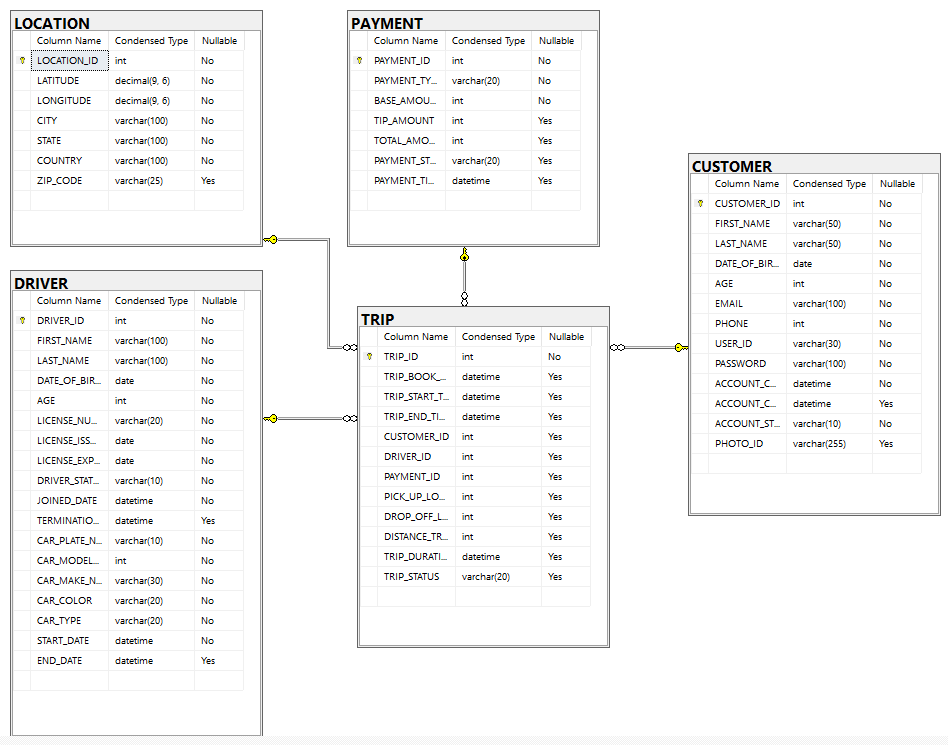 LOCATION
Column Name Condensed Type Nullable
LOCATION_ID int No
LATITUDE decimal(9, 6) No
LONGITUDE decimal(9, 6) No
CITY varchar(100) No
STATE varchar(100) No
COUNTRY varchar(100) No
ZIP_CODE varchar(25) Yes
PAYMENT
Column Name Condensed Type Nullable
PAYMENT_ID int No
PAYMENT_TY... varchar(20) No
BASE_AMOU... int No
TIP_AMOUNT int Yes
TOTAL_AMO... int Yes
PAYMENT_ST... varchar(20) Yes
PAYMENT_TI... datetime Yes
CUSTOMER
Column Name Condensed Type Nullable
CUSTOMER_ID int No
FIRST_NAME varchar(50) No
LAST_NAME varchar(50) No
DATE_OF_BIR... date No
AGE int No
EMAIL varchar(100) No
PHONE int No
USER_ID varchar(30) No
PASSWORD varchar(100) No
ACCOUNT_C... datetime No
ACCOUNT_C... datetime Yes
ACCOUNT_ST... varchar(10) No
PHOTO_ID varchar(255) Yes
DRIVER
Column Name Condensed Type Nullable
DRIVER_ID int No
FIRST_NAME varchar(100) No
LAST_NAME varchar(100) No
DATE_OF_BIR... date No
AGE int No
LICENSE_NU... varchar(20) No
LICENSE_ISS... date No
LICENSE_EXP... date No
DRIVER_STAT... varchar(10) No
JOINED_DATE datetime No
TERMINATIO... datetime Yes
CAR_PLATE_N... varchar(10) No
CAR_MODEL... int No
CAR_MAKE_N... varchar(30) No
CAR_COLOR varchar(20) No
CAR_TYPE varchar(20) No
START_DATE datetime No
END_DATE datetime Yes
TRIP
Column Name Condensed Type Nullable
TRIP_ID int No
TRIP_BOOK_... datetime Yes
TRIP_START_T... datetime Yes
TRIP_END_TI... datetime Yes
CUSTOMER_ID int Yes
DRIVER_ID int Yes
PAYMENT_ID int Yes
PICK_UP_LO... int Yes
DROP_OFF_L... int Yes
DISTANCE_TR... int Yes
TRIP_DURATI... datetime Yes
TRIP_STATUS varchar(20) Yes